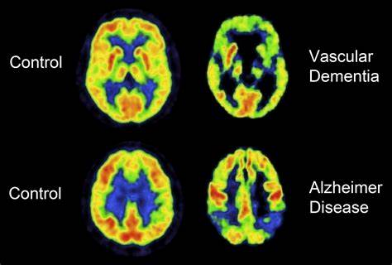 Control
Vascular
Dementia
Control
Alzheimer
Disease